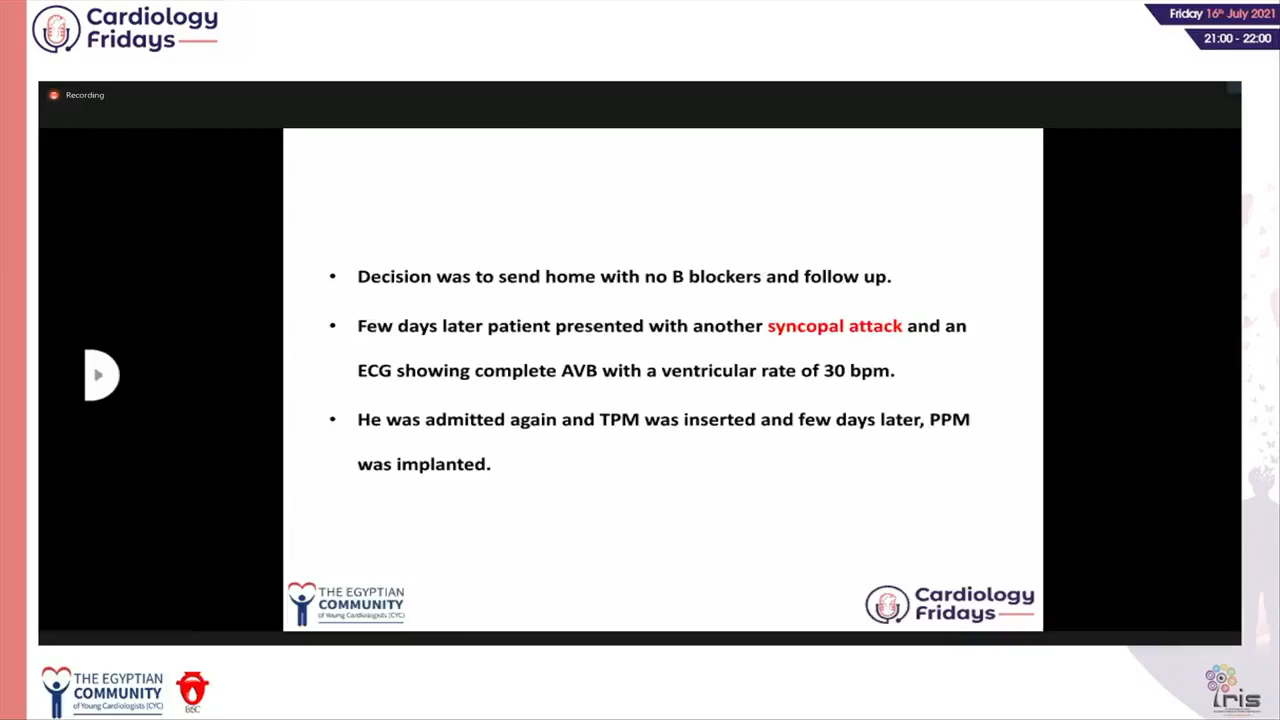 Cardiology
Fridays
Friday 16th July 2021
21:00 - 22:00
Recording
• Decision was to send home with no B blockers and follow up.
• Few days later patient presented with another syncopal attack and an
ECG showing complete AVB with a ventricular rate of 30 bpm.
• He was admitted again and TPM was inserted and few days later, PPM
was implanted.
THE EGYPTIAN
COMMUNITY
of Young Cardiologists (CYC)
Cardiology
Fridays
THE EGYPTIAN
COMMUNITY
of Young Cardiologists (CYC)
BSC
iris